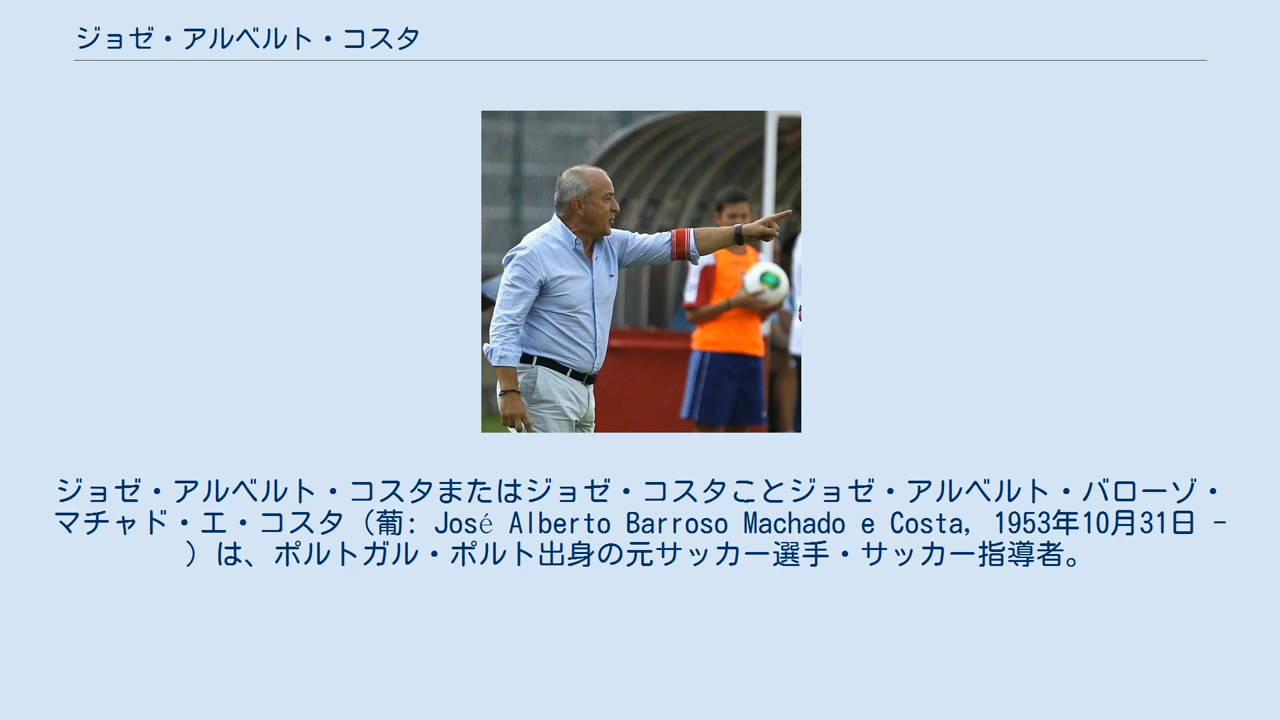 ジョゼ・アルベルト・コスタ
ジョゼ・アルベルト・コスタまたはジョゼ・コスタことジョゼ・アルベルト・バローゾ・
マチャド・エ・コスタ（葡: José Alberto Barroso Machado e Costa, 1953年10月31日 -
）は、ポルトガル・ポルト出身の元サッカー選手・サッカー指導者。